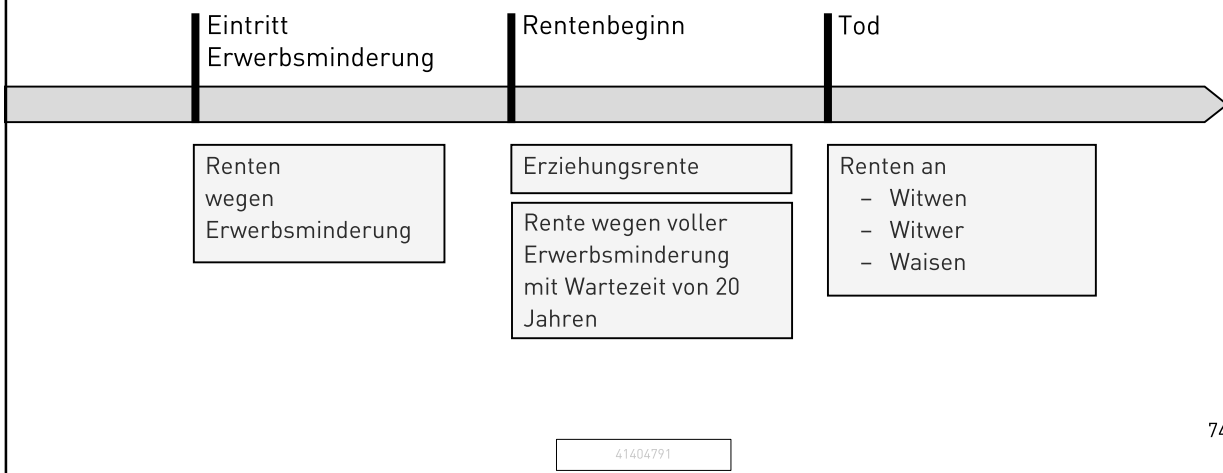 Eintritt
Erwerbsminderung
Rentenbeginn
Tod
Renten
wegen
Erwerbsminderung
Erziehungsrente
Rente wegen voller
Erwerbsminderung
mit Wartezeit von 20
Jahren
Renten an
– Witwen
– Witwer
– Waisen
74
41404791